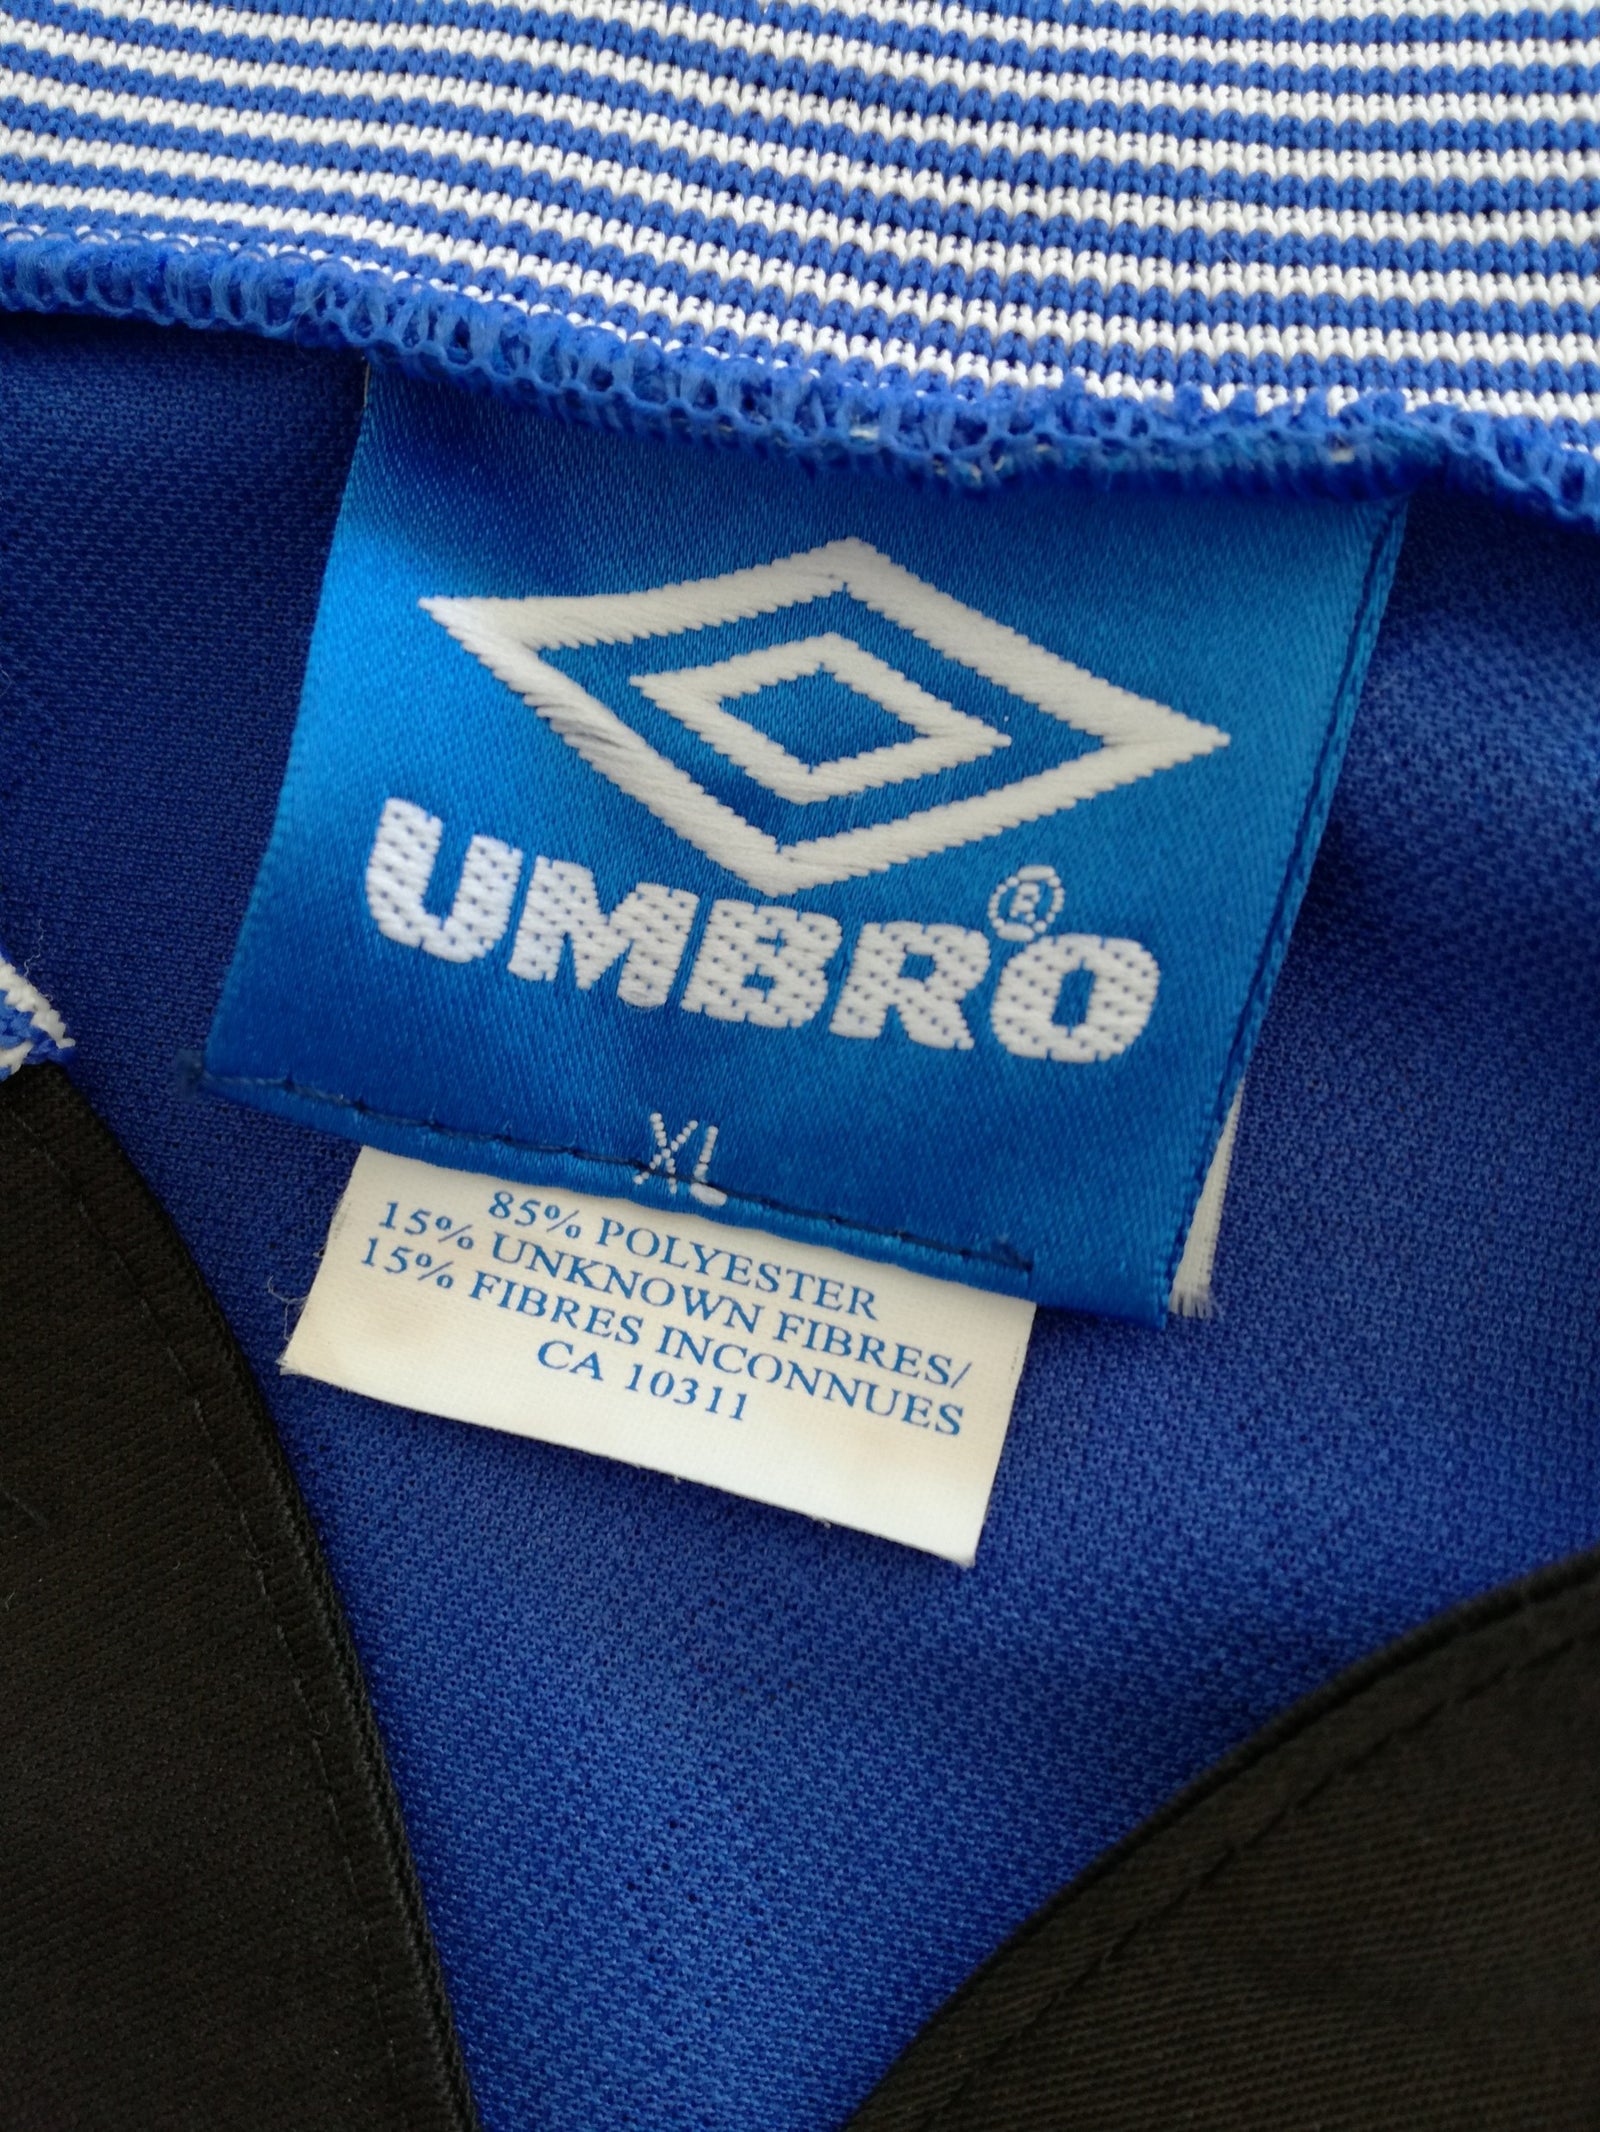 UMBRO®
XL
85% POLYESTER
15% UNKNOWN FIBRES/
15% FIBRES INCONNUES
CA 10311